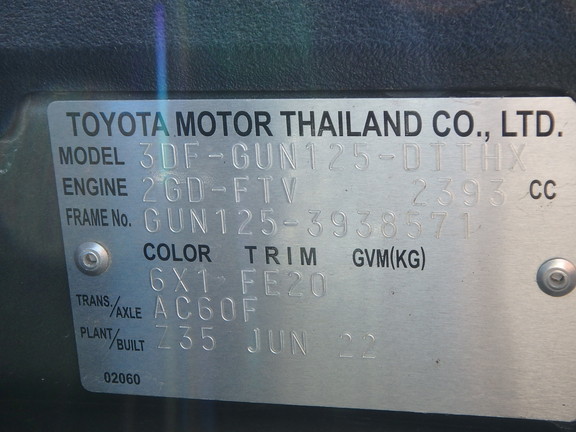 TOYOTA MOTOR THAILAND CO., LTD.
MODEL 3DF-GUN125-DTTHX
ENGINE 2GD-FTV 2393 CC
FRAME No. GUN125-3938571
COLOR TRIM GVM(KG)
6X1 FE20
TRANS./AXLE AC60F
PLANT/BUILT Z35 JUN 22
02060